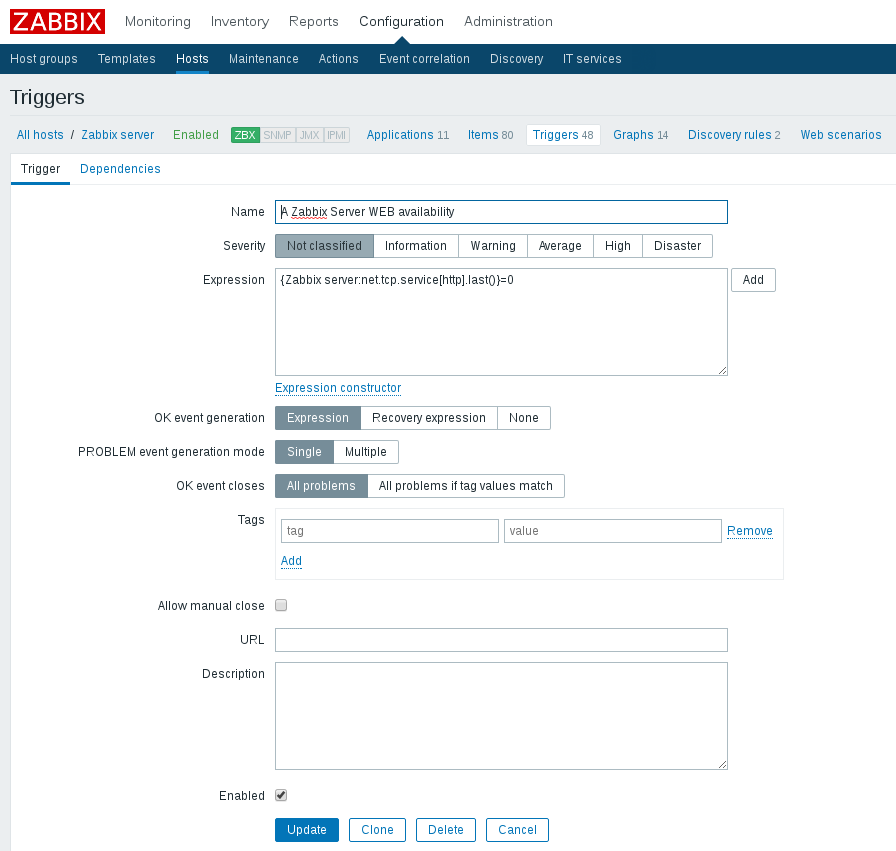 ZABBIX Monitoring Inventory Reports Configuration Administration
Host groups Templates Hosts Maintenance Actions Event correlation Discovery IT services
Triggers
All hosts / Zabbix server Enabled ZBX SNMP JMX IPMI Applications 11 Items 80 Triggers 48 Graphs 14 Discovery rules 2 Web scenarios
Trigger Dependencies
Name A Zabbix Server WEB availability
Severity Not classified Information Warning Average High Disaster
Expression {Zabbix server:net.tcp.service[http].last()}=0 Add
Expression constructor
OK event generation Expression Recovery expression None
PROBLEM event generation mode Single Multiple
OK event closes All problems All problems if tag values match
Tags tag value Remove
Add
Allow manual close
URL
Description
Enabled
Update Clone Delete Cancel